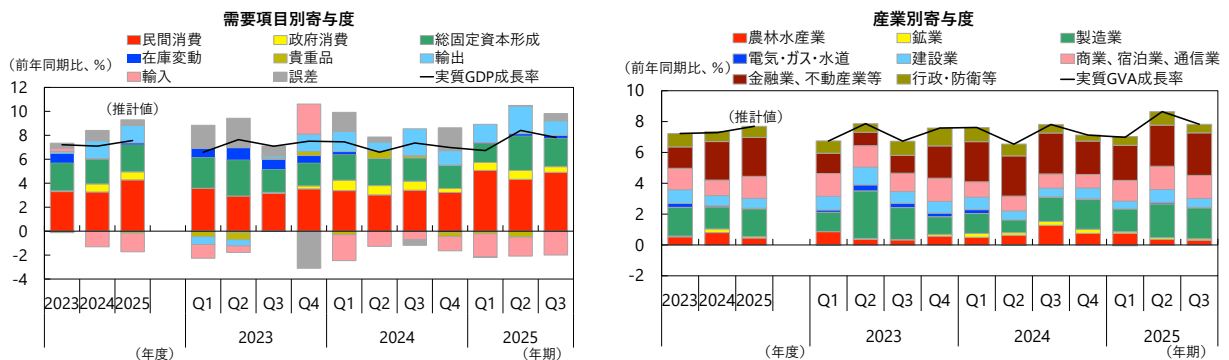 需要項目別寄与度
民間消費 政府消費 総固定資本形成
在庫変動 貴重品 輸出
輸入 誤差 実質GDP成長率
(前年同期比、%)
(推計値)
12
10
8
6
4
2
0
−2
−4
2023 2024 2025 Q1 Q2 Q3 Q4 Q1 Q2 Q3 Q4 Q1 Q2 Q3
2023 2024 2025
(年度) (年期)
産業別寄与度
農林水産業 鉱業 製造業
電気・ガス・水道 建設業 商業、宿泊業、通信業
金融業、不動産業等 行政・防衛等 実質GVA成長率
(前年同期比、%)
(推計値)
10
8
6
4
2
0
−2
2023 2024 2025 Q1 Q2 Q3 Q4 Q1 Q2 Q3 Q4 Q1 Q2 Q3
2023 2024 2025
(年度) (年期)